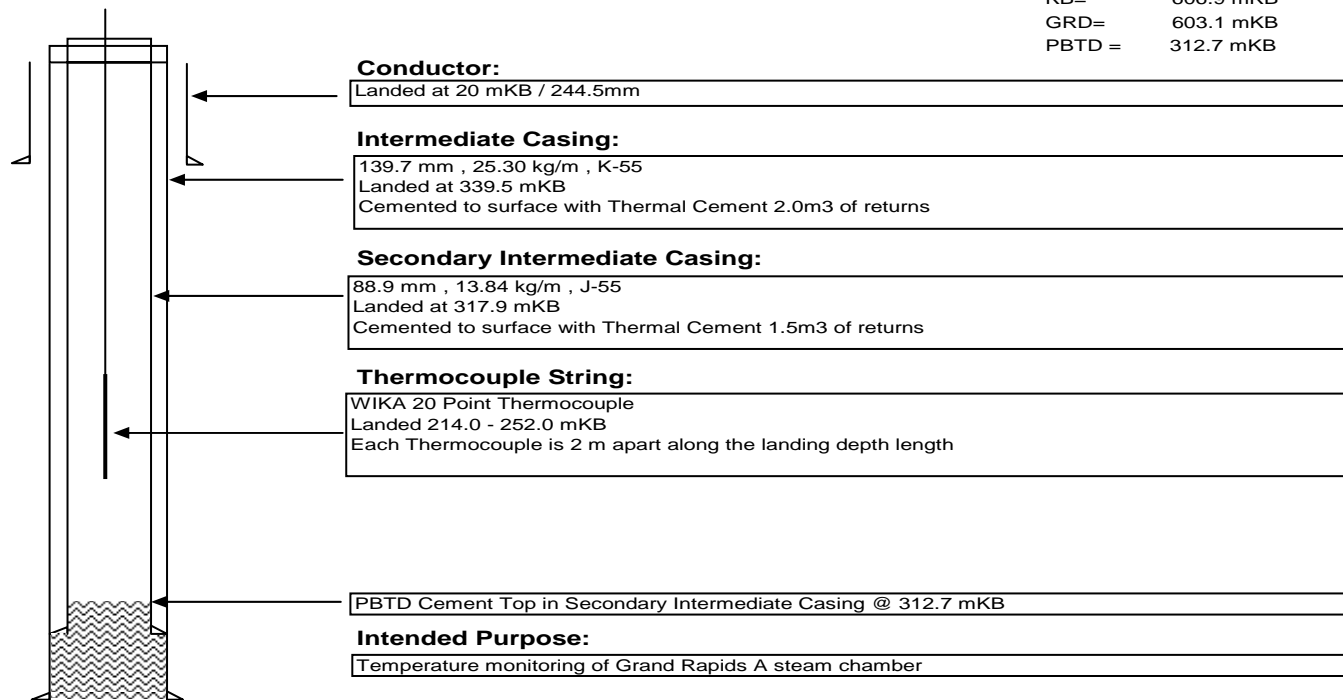 GRD= 603.1 mKB
PBTD = 312.7 mKB
Conductor:
Landed at 20 mKB / 244.5mm
Intermediate Casing:
139.7 mm , 25.30 kg/m , K-55
Landed at 339.5 mKB
Cemented to surface with Thermal Cement 2.0m3 of returns
Secondary Intermediate Casing:
88.9 mm , 13.84 kg/m , J-55
Landed at 317.9 mKB
Cemented to surface with Thermal Cement 1.5m3 of returns
Thermocouple String:
WIKA 20 Point Thermocouple
Landed 214.0 - 252.0 mKB
Each Thermocouple is 2 m apart along the landing depth length
PBTD Cement Top in Secondary Intermediate Casing @ 312.7 mKB
Intended Purpose:
Temperature monitoring of Grand Rapids A steam chamber